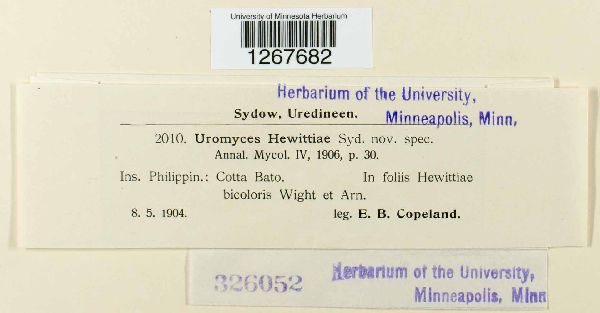 University of Minnesota Herbarium
1267682
Herbarium of the University,
Minneapolis, Minn,
Sydow, Uredineen.
2010. Uromyces Hewittiae Syd. nov. spec.
Annal. Mycol. IV, 1906, p. 30.
Ins. Philippin.: Cotta Bato. In foliis Hewittiae
bicoloris Wight et Arn.
8. 5. 1904. leg. E. B. Copeland.
326052 Herbarium of the University,
Minneapolis, Minn